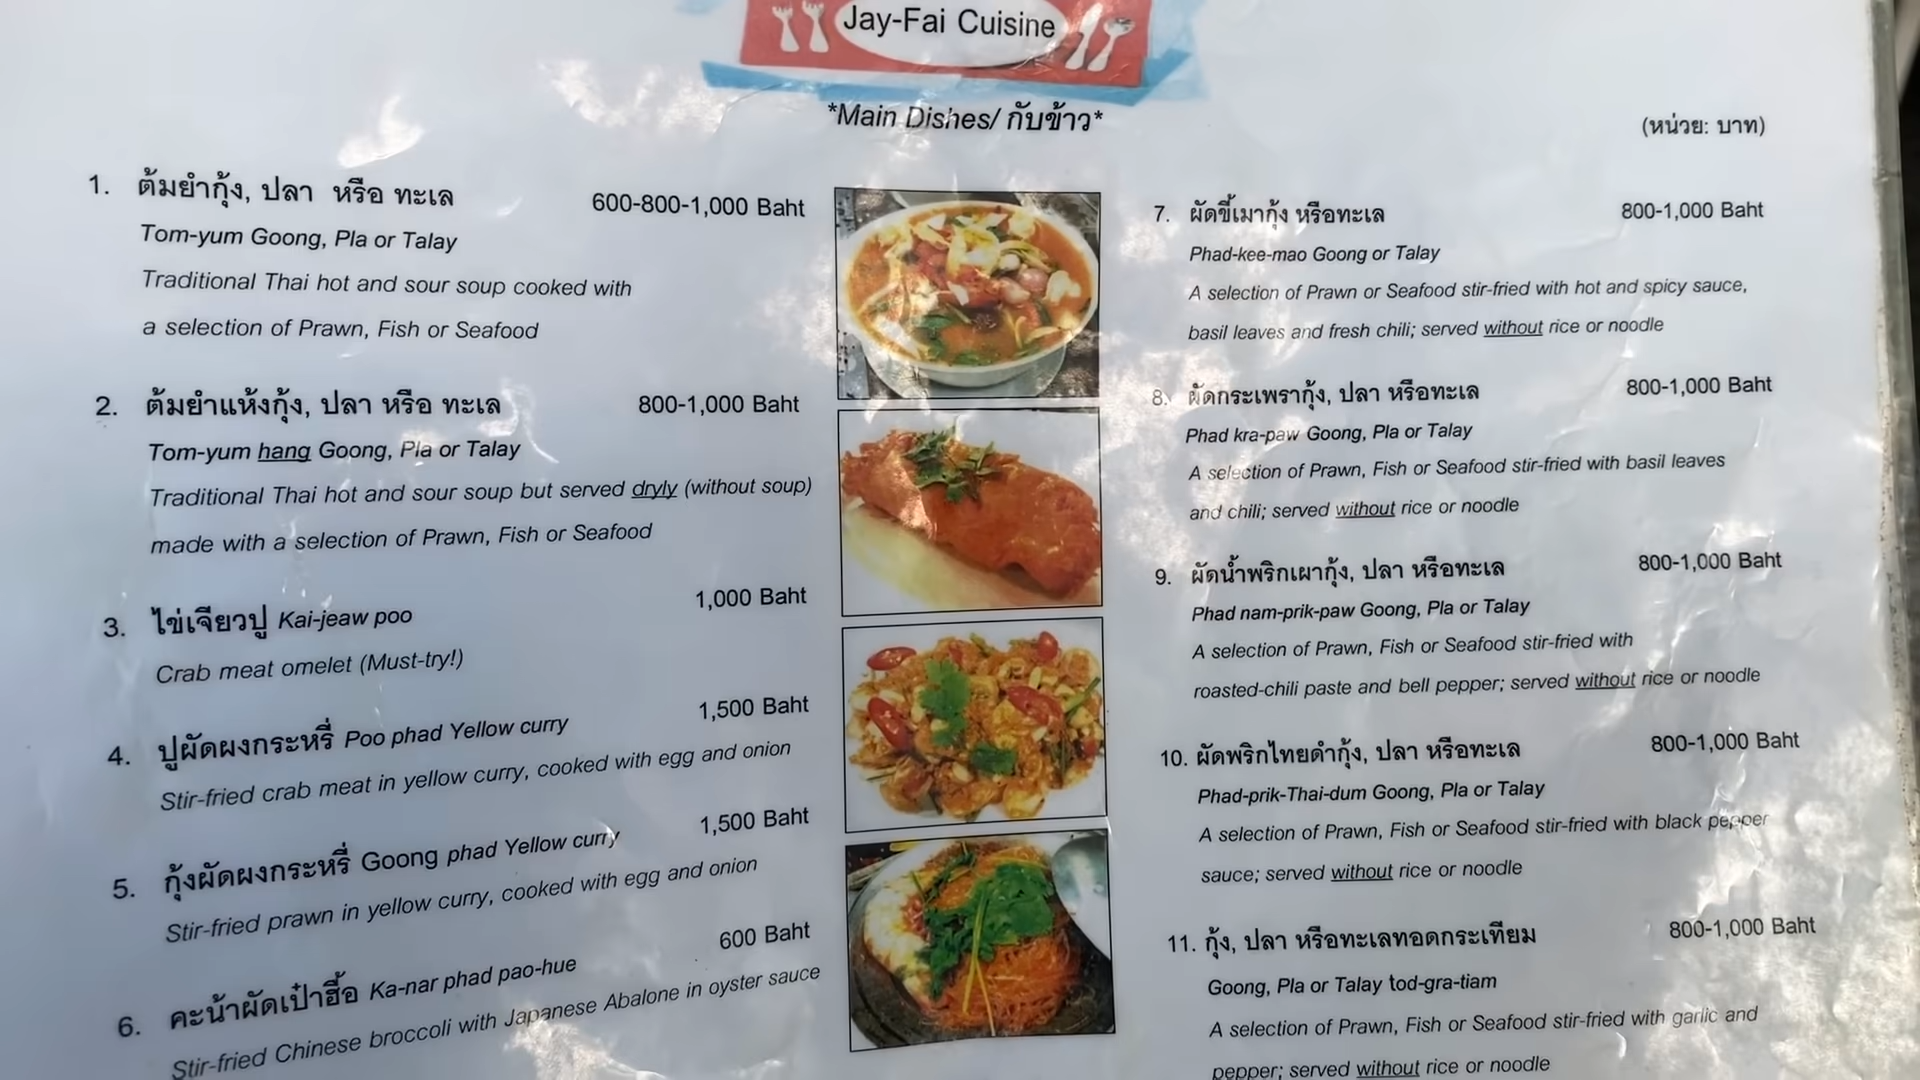 Jay-Fai Cuisine
*Main Dishes/ กับข้าว*
(หน่วย: บาท)
1. ต้มยำกุ้ง, ปลา หรือ ทะเล 600-800-1,000 Baht
Tom-yum Goong, Pla or Talay
Traditional Thai hot and sour soup cooked with
a selection of Prawn, Fish or Seafood
2. ต้มยำแห้งกุ้ง, ปลา หรือ ทะเล 800-1,000 Baht
Tom-yum hang Goong, Pla or Talay
Traditional Thai hot and sour soup but served dryly (without soup)
made with a selection of Prawn, Fish or Seafood
3. ไข่เจียวปู Kai-jeaw poo 1,000 Baht
Crab meat omelet (Must-try!)
4. ปูผัดผงกระหรี่ Poo phad Yellow curry 1,500 Baht
Stir-fried crab meat in yellow curry, cooked with egg and onion
5. กุ้งผัดผงกระหรี่ Goong phad Yellow curry 1,500 Baht
Stir-fried prawn in yellow curry, cooked with egg and onion
6. คะน้าผัดเป๋าฮื้อ Ka-nar phad pao-hue 600 Baht
Stir-fried Chinese broccoli with Japanese Abalone in oyster sauce
7. ผัดขี้เมากุ้ง หรือทะเล 800-1,000 Baht
Phad-kee-mao Goong or Talay
A selection of Prawn or Seafood stir-fried with hot and spicy sauce,
basil leaves and fresh chili; served without rice or noodle
8. ผัดกระเพรากุ้ง, ปลา หรือทะเล 800-1,000 Baht
Phad kra-paw Goong, Pla or Talay
A selection of Prawn, Fish or Seafood stir-fried with basil leaves
and chili; served without rice or noodle
9. ผัดน้ำพริกเผากุ้ง, ปลา หรือทะเล 800-1,000 Baht
Phad nam-prik-paw Goong, Pla or Talay
A selection of Prawn, Fish or Seafood stir-fried with
roasted-chili paste and bell pepper; served without rice or noodle
10. ผัดพริกไทยดำกุ้ง, ปลา หรือทะเล 800-1,000 Baht
Phad-prik-Thai-dum Goong, Pla or Talay
A selection of Prawn, Fish or Seafood stir-fried with black pepper
sauce; served without rice or noodle
11. กุ้ง, ปลา หรือทะเลทอดกระเทียม 800-1,000 Baht
Goong, Pla or Talay tod-gra-tiam
A selection of Prawn, Fish or Seafood stir-fried with garlic and
pepper; served without rice or noodle